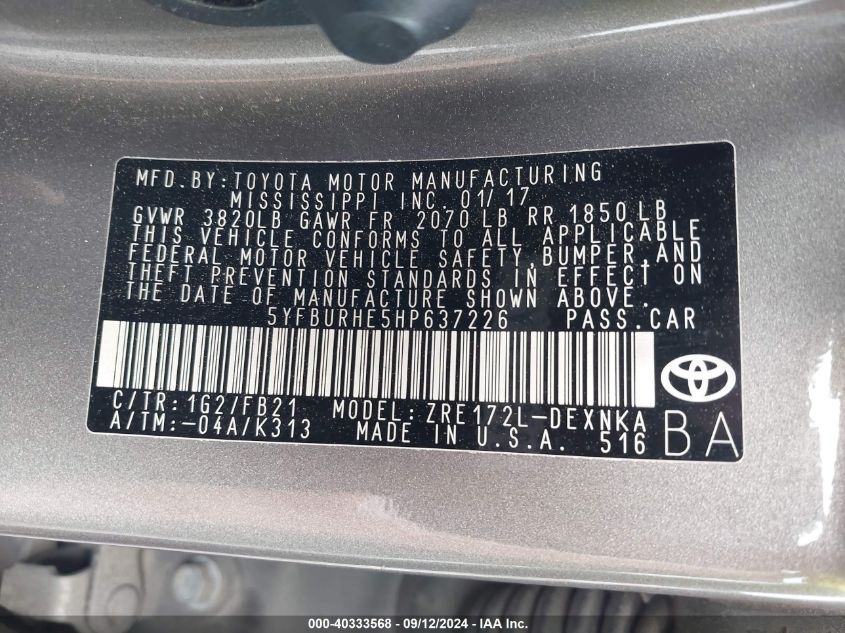 MFD.BY:TOYOTA MOTOR MANUFACTURING
MISSISSIPPI INC. 01/17
GVWR 3820LB GAWR FR 2070 LB RR 1850 LB
THIS VEHICLE CONFORMS TO ALL APPLICABLE
FEDERAL MOTOR VEHICLE SAFETY,BUMPER,AND
THEFT PREVENTION STANDARDS IN EFFECT ON
THE DATE OF MANUFACTURE SHOWN ABOVE.
5YFBURHE5HP637226 PASS.CAR
C/TR:1G2/FB21 MODEL:ZRE172L-DEXNKA
A/TM:-04A/K313 MADE IN U.S.A. 516
BA
000-40333568 - 09/12/2024 - IAA Inc.